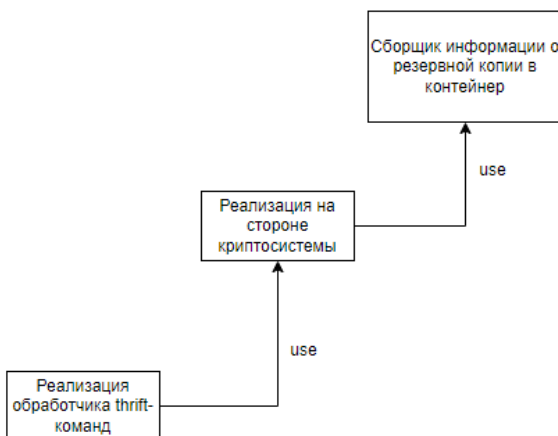 Сборщик информации о
резервной копии в
контейнер
use
Реализация на
стороне
криптосистемы
use
Реализация
обработчика thrift-
команд